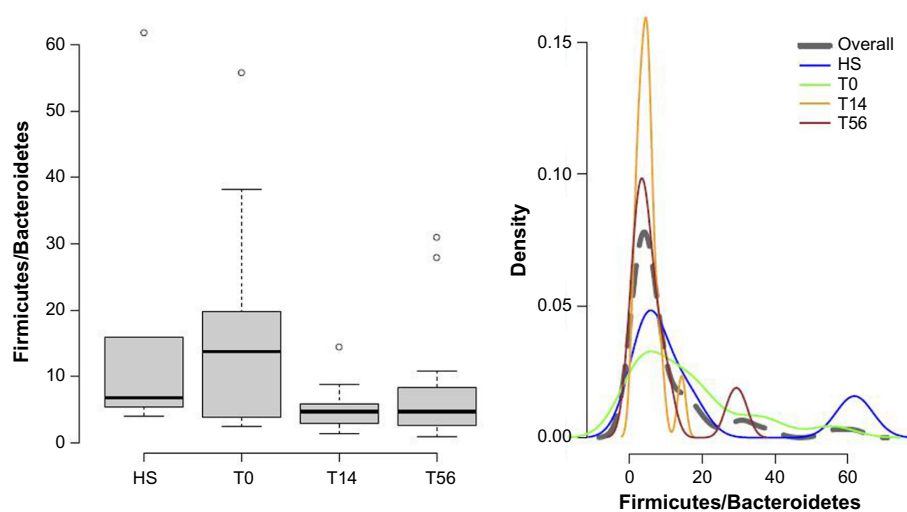 Firmicutes/Bacteroidetes
60
50
40
30
20
10
0
HS
T0
T14
T56
Density
0.15
0.10
0.05
0.00
0
20
40
60
Firmicutes/Bacteroidetes
Overall
HS
T0
T14
T56